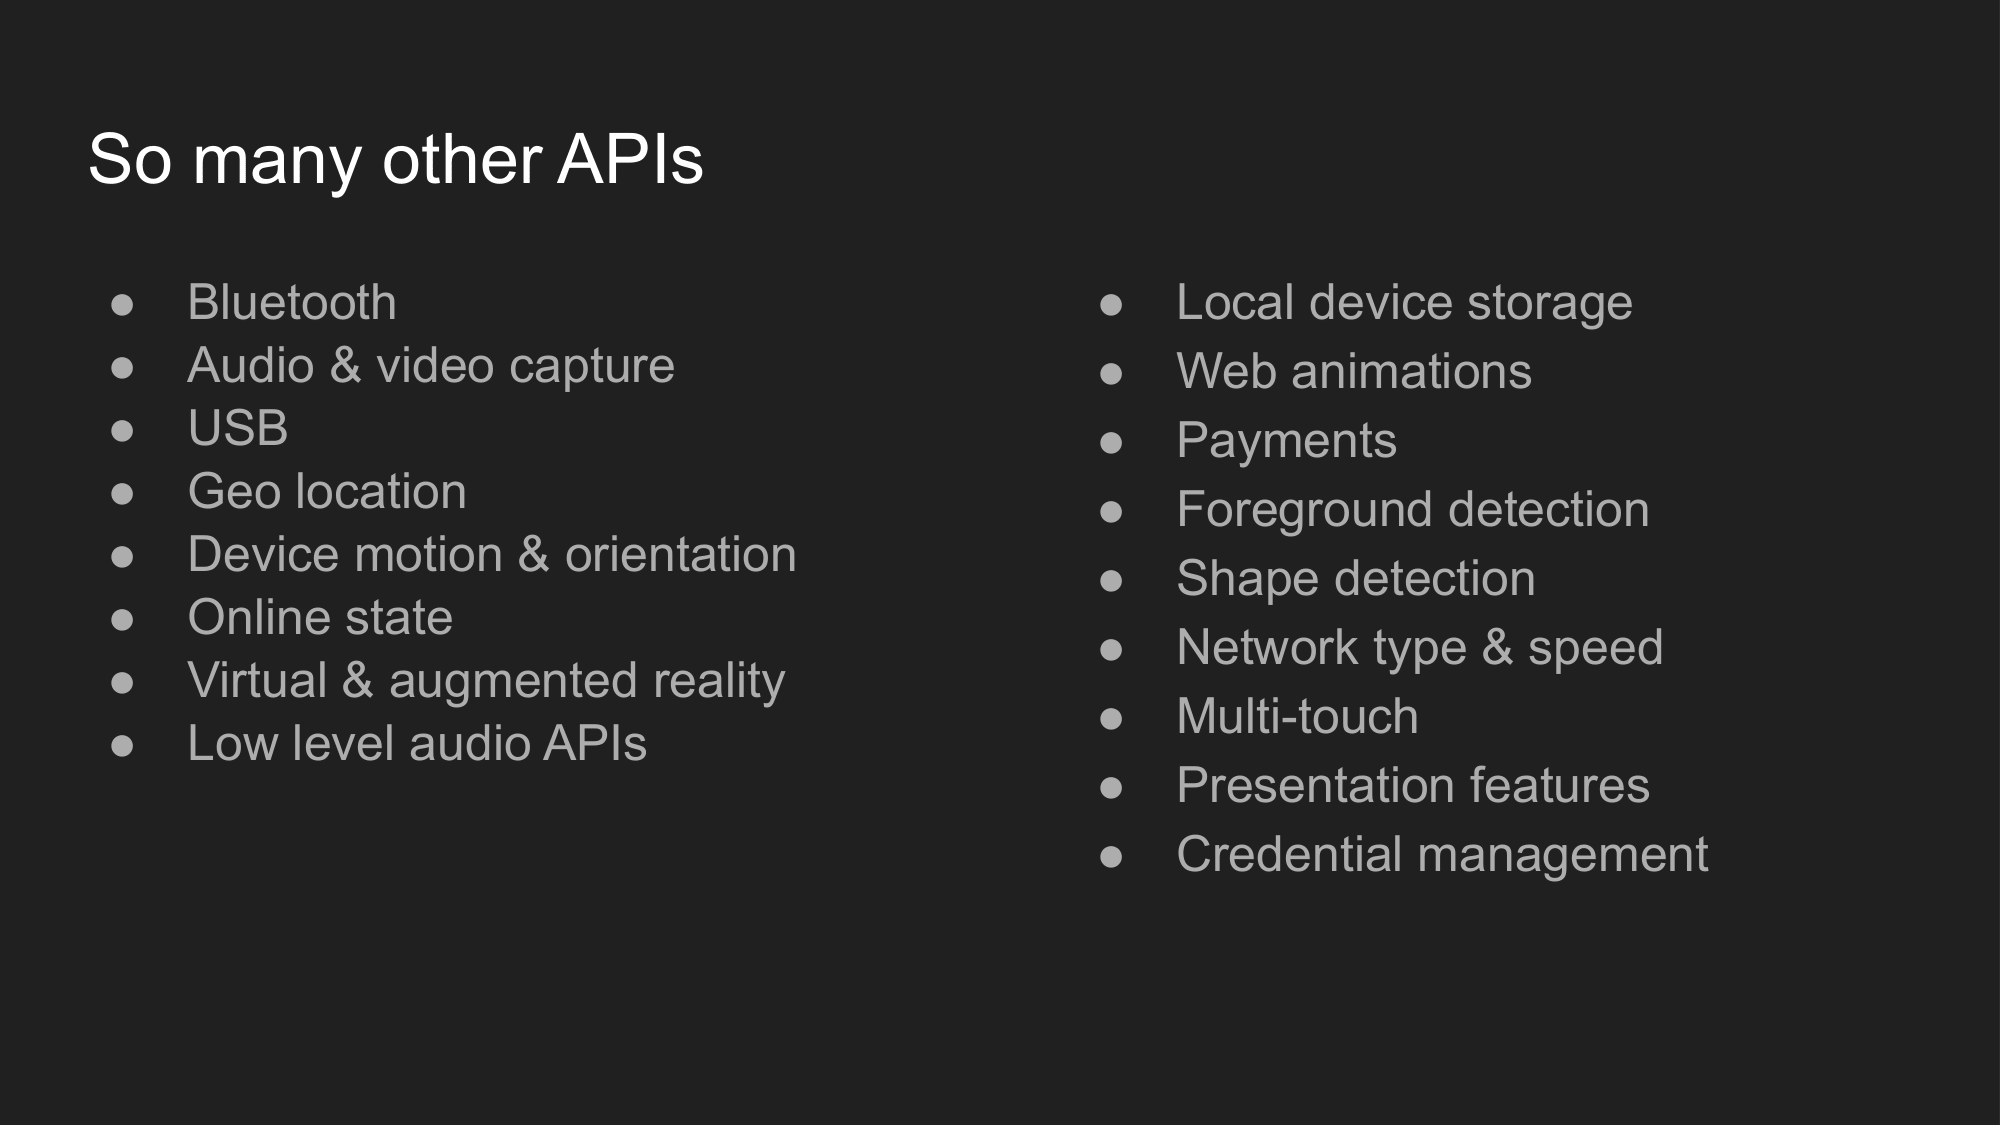 So many other APIs
● Bluetooth
● Audio & video capture
● USB
● Geo location
● Device motion & orientation
● Online state
● Virtual & augmented reality
● Low level audio APIs
● Local device storage
● Web animations
● Payments
● Foreground detection
● Shape detection
● Network type & speed
● Multi-touch
● Presentation features
● Credential management